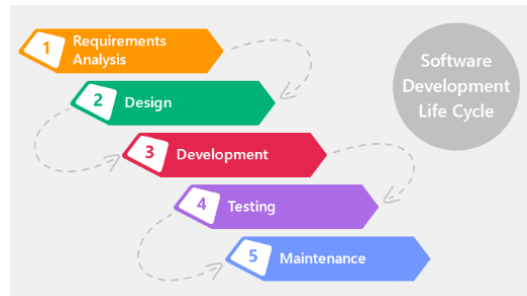 1
Requirements
Analysis
2
Design
3
Development
4
Testing
5
Maintenance
Software
Development
Life Cycle